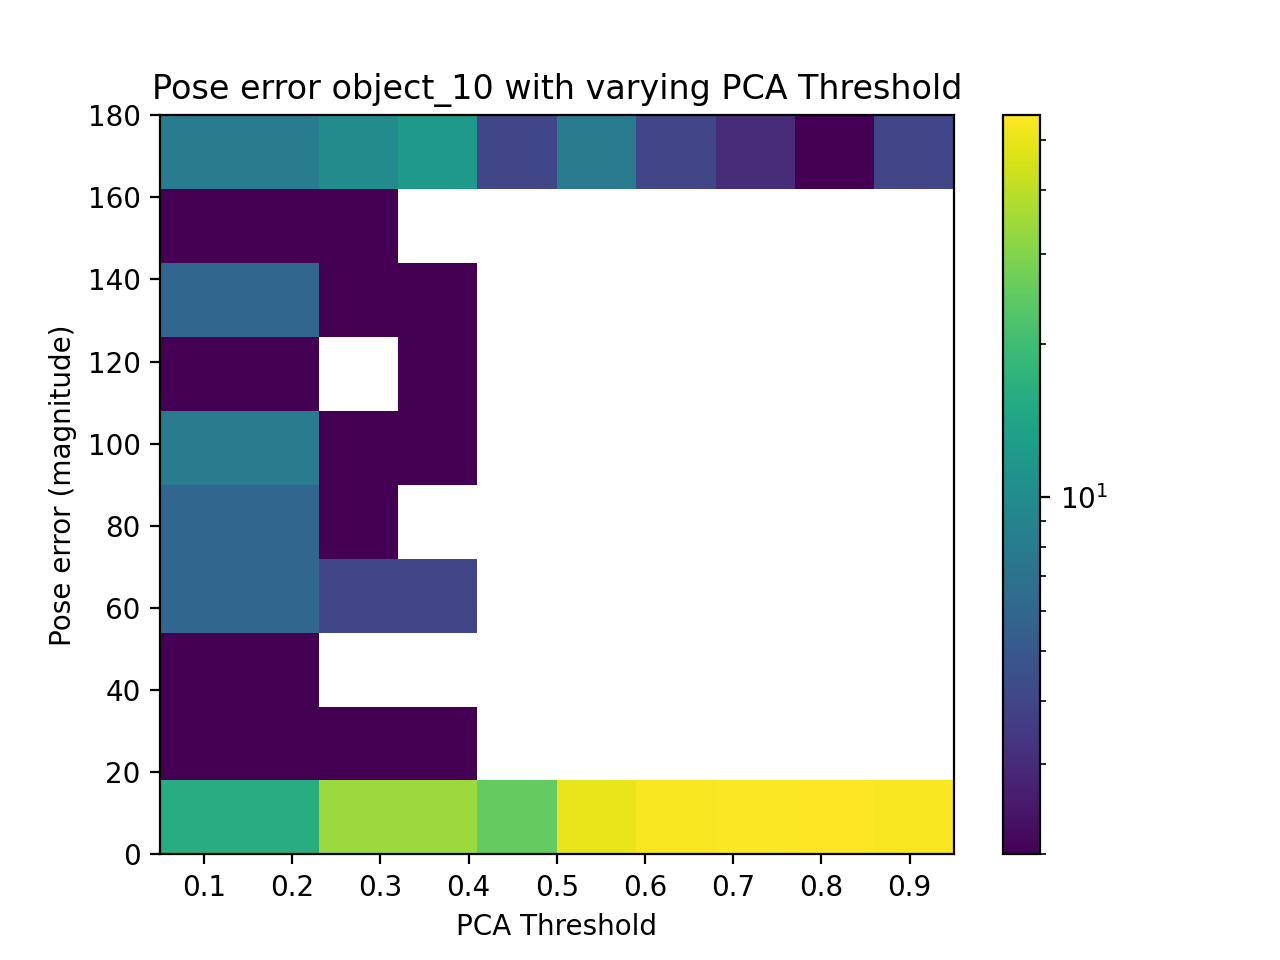 Pose error object_10 with varying PCA Threshold
180
160
140
120
100
80
60
40
20
0
Pose error (magnitude)
0.1 0.2 0.3 0.4 0.5 0.6 0.7 0.8 0.9
PCA Threshold
10¹